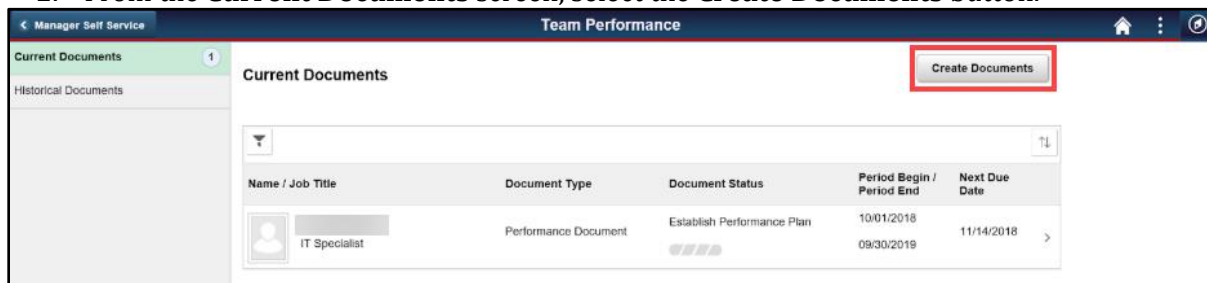 2. From the Current Documents screen, select the Create Documents button.
Manager Self Service
Team Performance
Current Documents 1
Historical Documents
Current Documents
Create Documents
Name / Job Title Document Type Document Status Period Begin / Period End Next Due Date
IT Specialist Performance Document Establish Performance Plan 10/01/2018 09/30/2019 11/14/2018